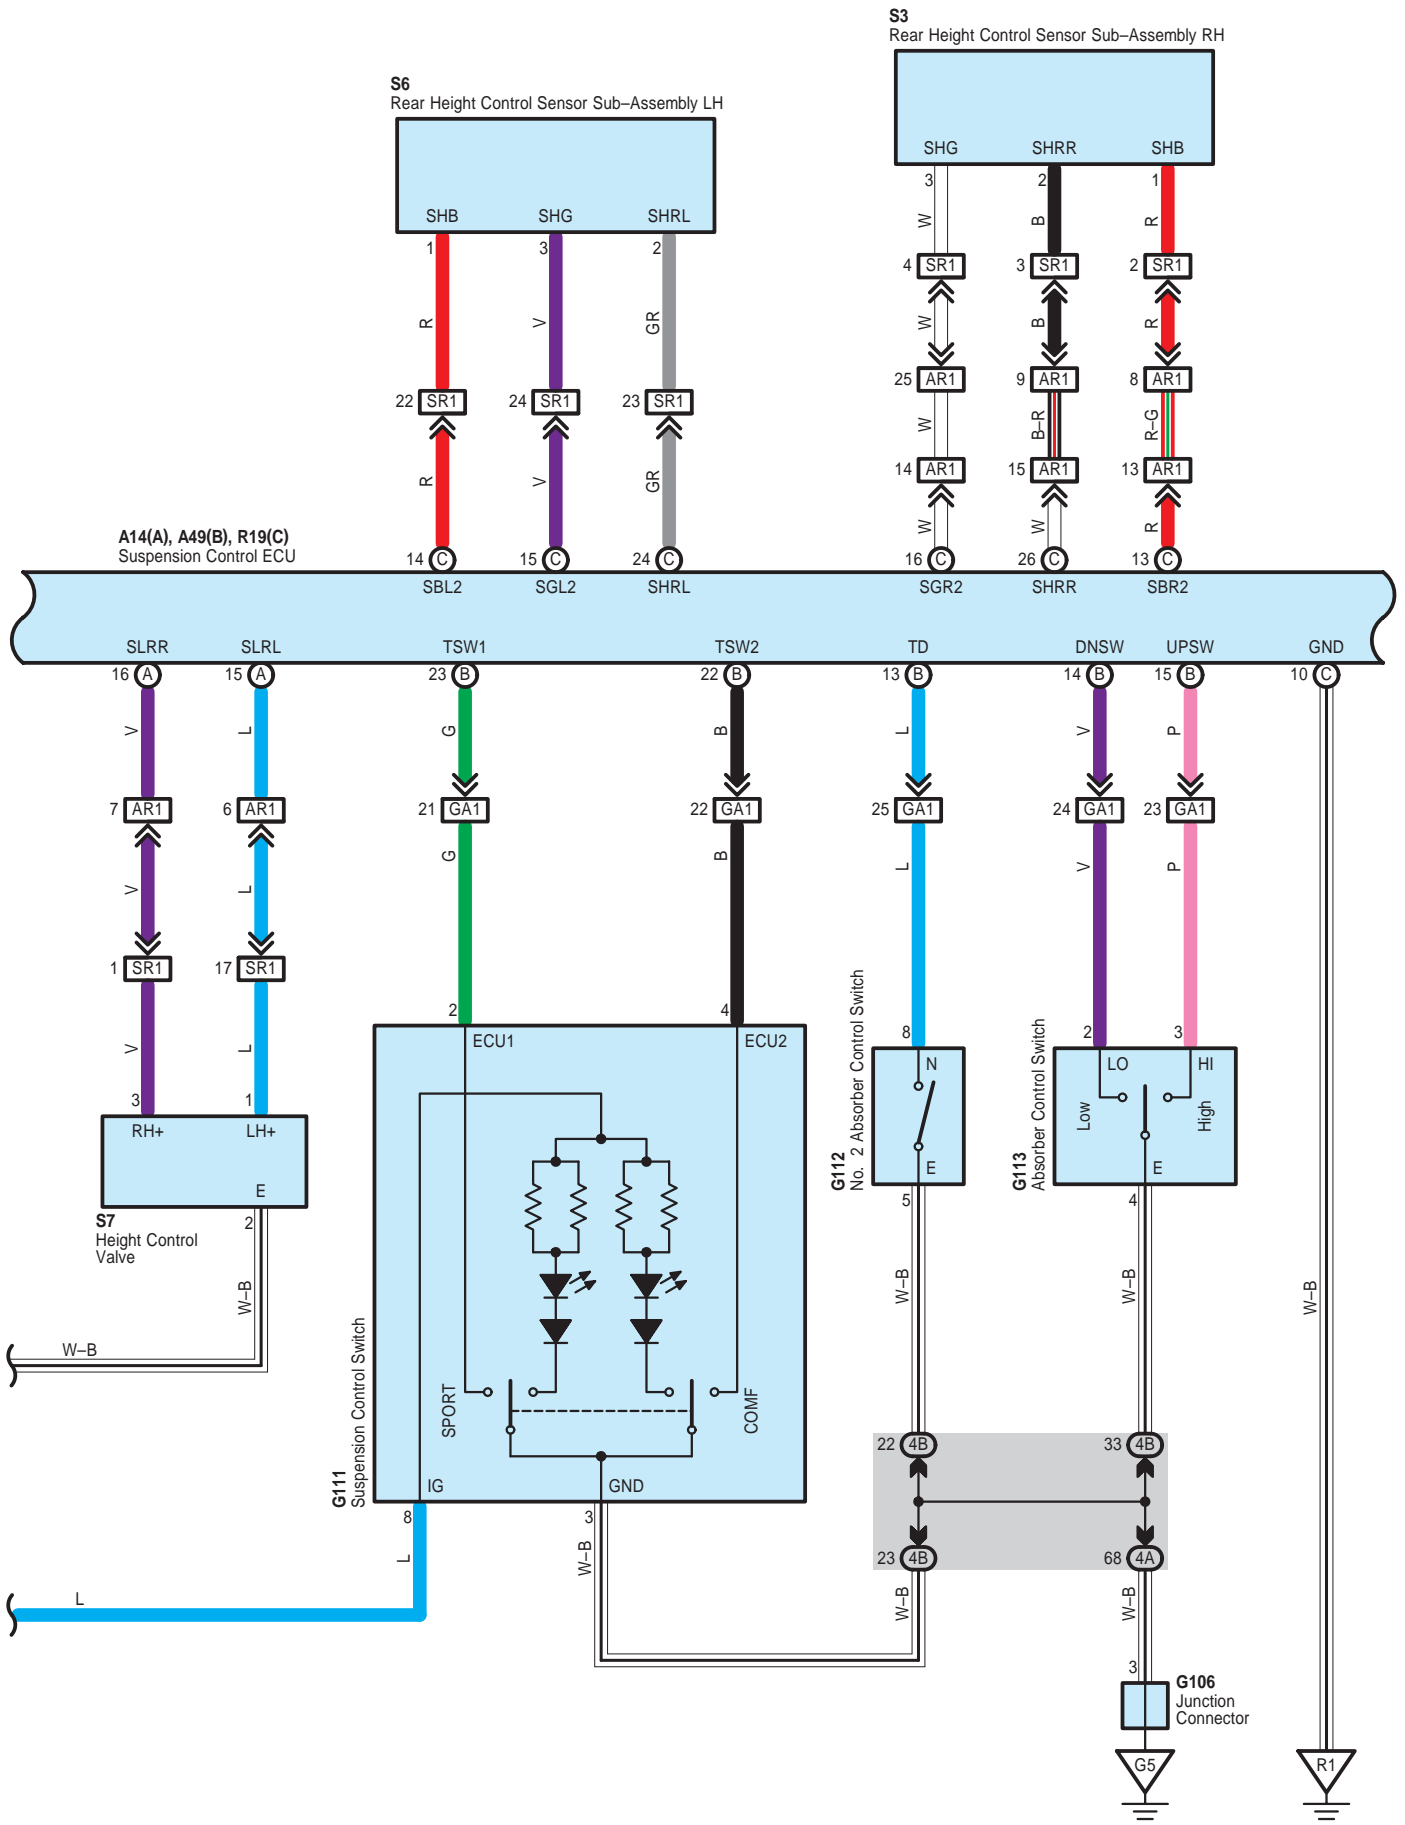 S3
Rear Height Control Sensor Sub–Assembly RH
S6
Rear Height Control Sensor Sub–Assembly LH
SHG SHRR SHB
3 2 1
W B R
SHB SHG SHRL
1 3 2
4 SR1 3 SR1 2 SR1
R V GR
W B R
25 AR1 9 AR1 8 AR1
22 SR1 24 SR1 23 SR1
W B–R R–G
14 AR1 15 AR1 13 AR1
R V GR
W W R
A14(A), A49(B), R19(C)
Suspension Control ECU
14 C 15 C 24 C 16 C 26 C 13 C
SBL2 SGL2 SHRL SGR2 SHRR SBR2
SLRR SLRL TSW1 TSW2 TD DNSW UPSW GND
16 A 15 A 23 B 22 B 13 B 14 B 15 B 10 C
V L G B L V P
7 AR1 6 AR1 21 GA1 22 GA1 25 GA1 24 GA1 23 GA1
G B L V P
V L
1 SR1 17 SR1
V L
2 4 8 2 3
ECU1 ECU2 N LO HI
Low High
3 1
RH+ LH+
E
E E
G112
No. 2 Absorber Control Switch
G113
Absorber Control Switch
2 5 4
S7
Height Control
Valve
W–B W–B W–B W–B
W–B
SPORT COMF
G111
Suspension Control Switch
22 4B 33 4B
IG GND
8 3
L W–B
23 4B 68 4A
L
W–B W–B
3
G106
Junction
Connector
G5 R1